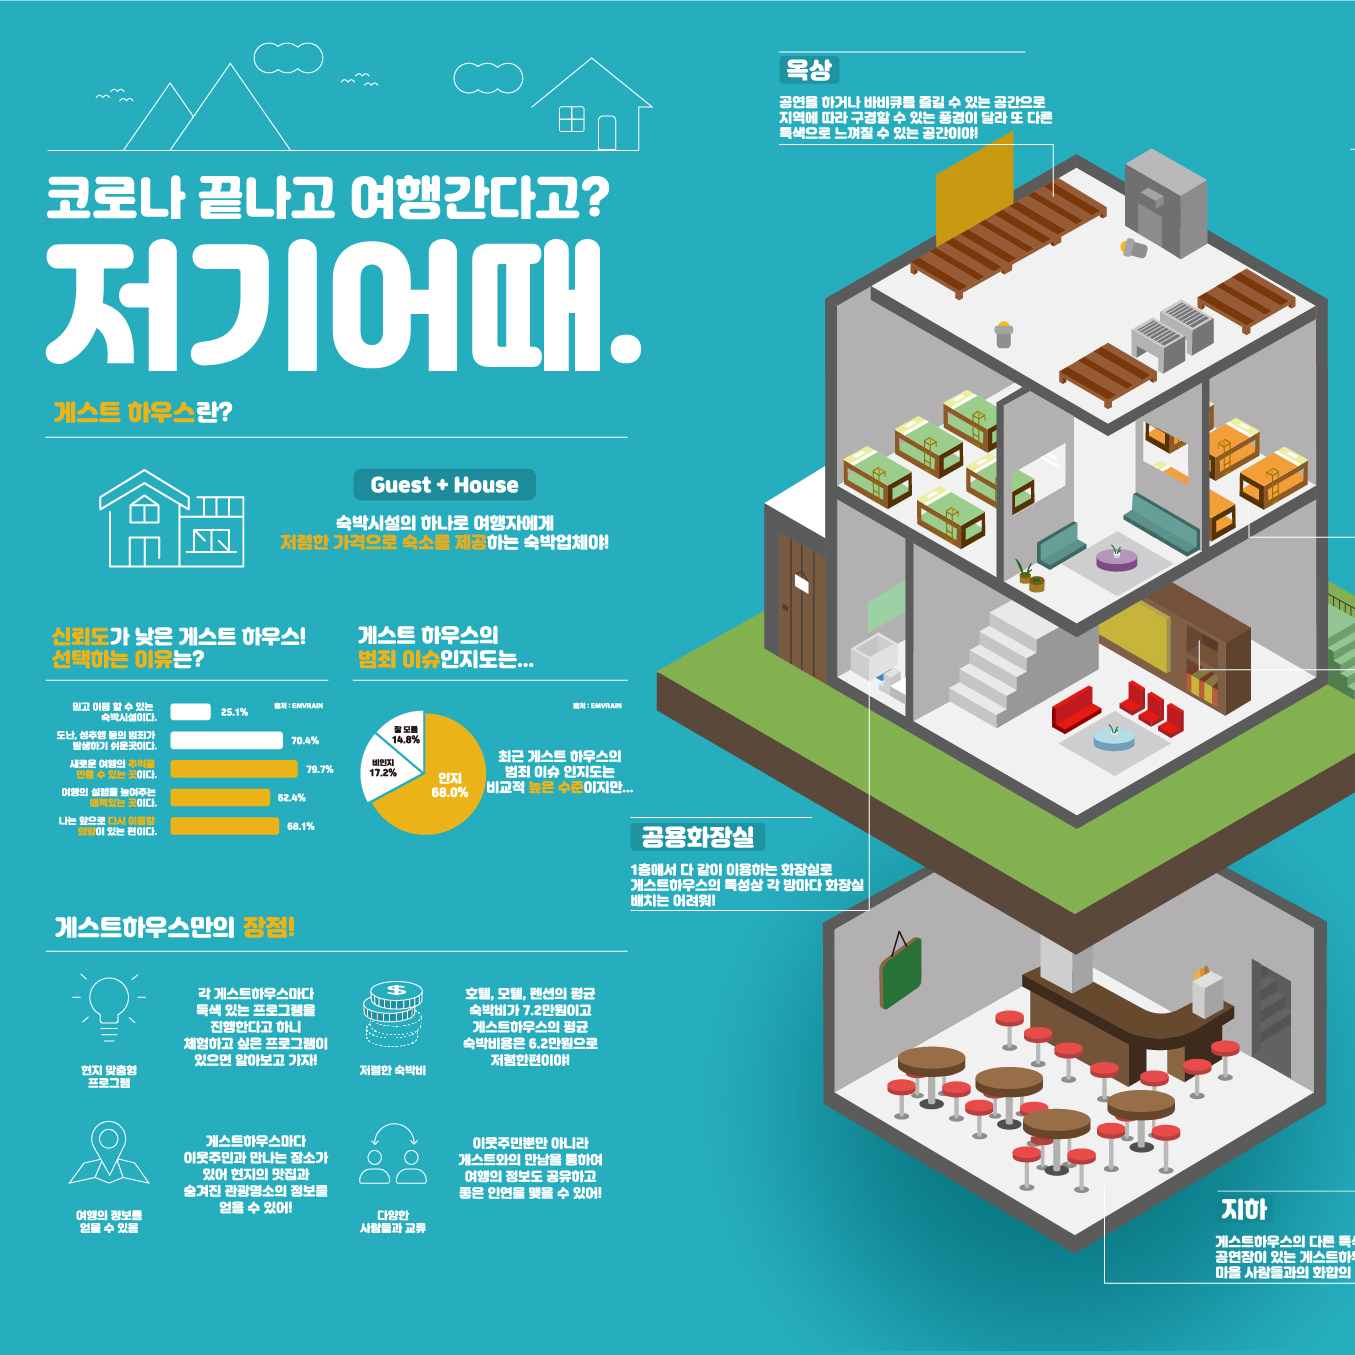 코로나 끝나고 여행간다고?
저기어때.
게스트 하우스란?
Guest + House
숙박시설의 하나로 여행자에게
저렴한 가격으로 숙소를 제공하는 숙박업체야!
신뢰도가 낮은 게스트 하우스!
선택하는 이유는?
출처 : EMVRAIN
믿고 이용 할 수 있는
숙박시설이다.
25.1%
도난, 성추행 등의 범죄가
발생하기 쉬운곳이다.
70.4%
새로운 여행의 추억을
만들 수 있는 곳이다.
79.7%
여행의 설렘을 높여주는
매력있는 곳이다.
62.4%
나는 앞으로 다시 이용할
의향이 있는 편이다.
68.1%
게스트 하우스의
범죄 이슈인지도는...
출처 : EMVRAIN
잘 모름
14.8%
비인지
17.2%
인지
68.0%
최근 게스트 하우스의
범죄 이슈 인지도는
비교적 높은 수준이지만...
게스트하우스만의 장점!
현지 맞춤형
프로그램
각 게스트하우스마다
특색 있는 프로그램을
진행한다고 하니
체험하고 싶은 프로그램이
있으면 알아보고 가자!
저렴한 숙박비
호텔, 모텔, 펜션의 평균
숙박비가 7.2만원이고
게스트하우스의 평균
숙박비용은 6.2만원으로
저렴한편이야!
여행의 정보를
얻을 수 있음
게스트하우스마다
이웃주민과 만나는 장소가
있어 현지의 맛집과
숨겨진 관광명소의 정보를
얻을 수 있어!
다양한
사람들과 교류
이웃주민뿐만 아니라
게스트와의 만남을 통하여
여행의 정보도 공유하고
좋은 인연을 맺을 수 있어!
옥상
공연을 하거나 바비큐를 즐길 수 있는 공간으로
지역에 따라 구경할 수 있는 풍경이 달라 또 다른
특색으로 느껴질 수 있는 공간이야!
공용화장실
1층에서 다 같이 이용하는 화장실로
게스트하우스의 특성상 각 방마다 화장실
배치는 어려워!
지하
게스트하우스의 다른 특색
공연장이 있는 게스트하우
마을 사람들과의 화합의